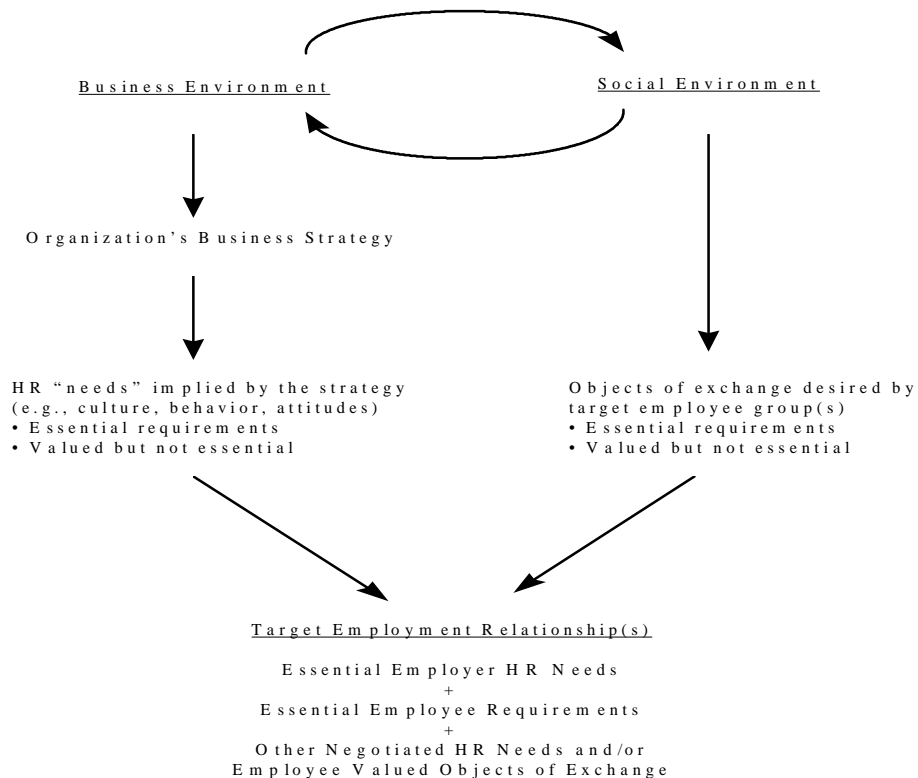 Business Environment
Social Environment
Organization’s Business Strategy
HR “needs” implied by the strategy
(e.g., culture, behavior, attitudes)
• Essential requirements
• Valued but not essential
Objects of exchange desired by
target employee group(s)
• Essential requirements
• Valued but not essential
Target Employment Relationship(s)
Essential Employer HR Needs
+
Essential Employee Requirements
+
Other Negotiated HR Needs and/or
Employee Valued Objects of Exchange